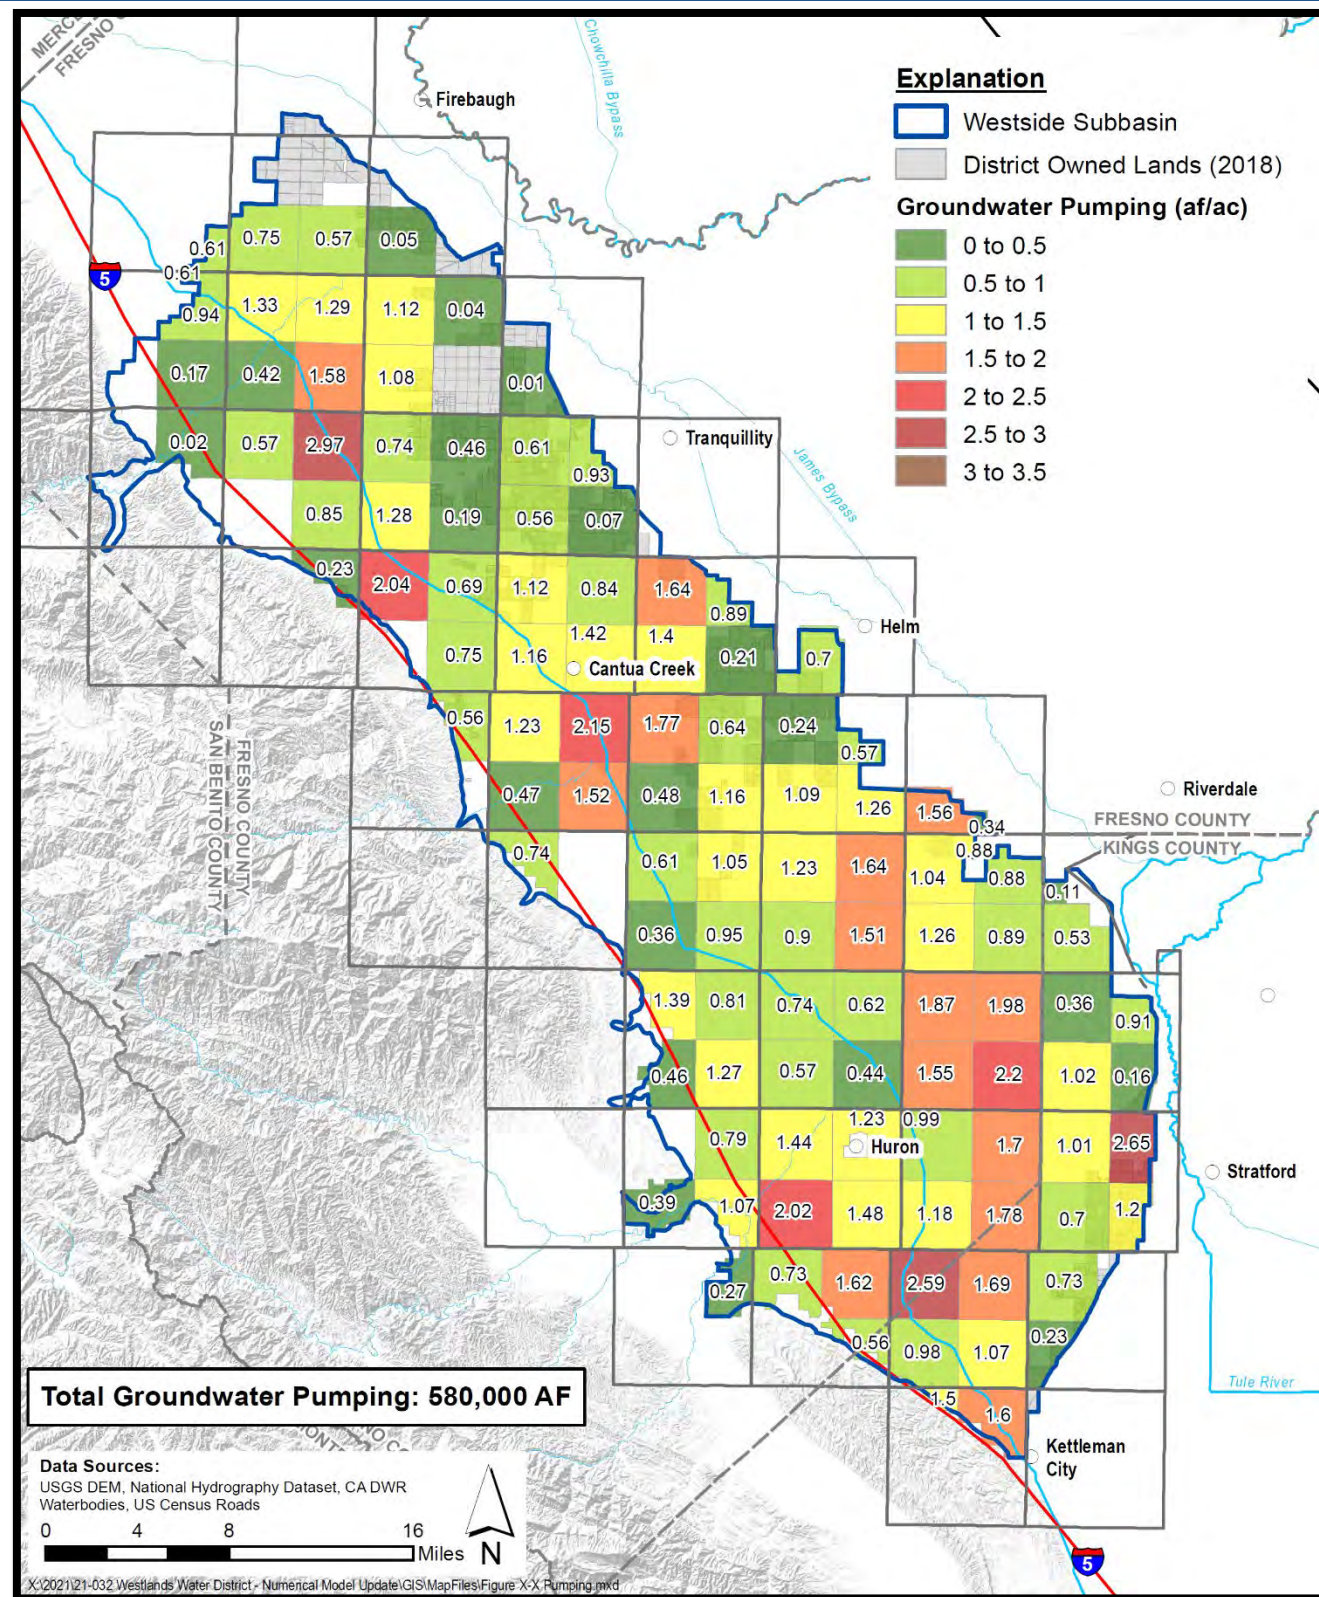 MERCE
FRESNO
Chowchilla Bypass
Firebaugh
Explanation
Westside Subbasin
District Owned Lands (2018)
Groundwater Pumping (af/ac)
0 to 0.5
0.5 to 1
1 to 1.5
1.5 to 2
2 to 2.5
2.5 to 3
3 to 3.5
0.61 0.75 0.57 0.05
0.61
5
0.94 1.33 1.29 1.12 0.04
0.17 0.42 1.58 1.08 0.01
Tranquillity
James Bypass
0.02 0.57 2.97 0.74 0.46 0.61 0.93
0.85 1.28 0.19 0.56 0.07
0.23 2.04 0.69 1.12 0.84 1.64 0.89
Helm
0.75 1.16 1.42 1.4 0.21 0.7
Cantua Creek
0.56 1.23 2.15 1.77 0.64 0.24 0.57
FRESNO COUNTY
SAN BENITO COUNTY
0.47 1.52 0.48 1.16 1.09 1.26 1.56 0.34
Riverdale
FRESNO COUNTY
KINGS COUNTY
0.74 0.61 1.05 1.23 1.64 1.04 0.88 0.88 0.11
0.36 0.95 0.9 1.51 1.26 0.89 0.53
1.39 0.81 0.74 0.62 1.87 1.98 0.36 0.91
0.46 1.27 0.57 0.44 1.55 2.2 1.02 0.16
0.79 1.44 1.23 0.99 1.7 1.01 2.65
Huron
Stratford
0.39 1.07 2.02 1.48 1.18 1.78 0.7 1.2
0.27 0.73 1.62 2.59 1.69 0.73
0.56 0.98 1.07 0.23
1.5 1.6
Tule River
Kettleman
City
5
Total Groundwater Pumping: 580,000 AF
Data Sources:
USGS DEM, National Hydrography Dataset, CA DWR
Waterbodies, US Census Roads
0 4 8 16
Miles
N
X:\2021\21-032 Westlands Water District - Numerical Model Update\GIS\MapFiles\Figure X-X Pumping.mxd